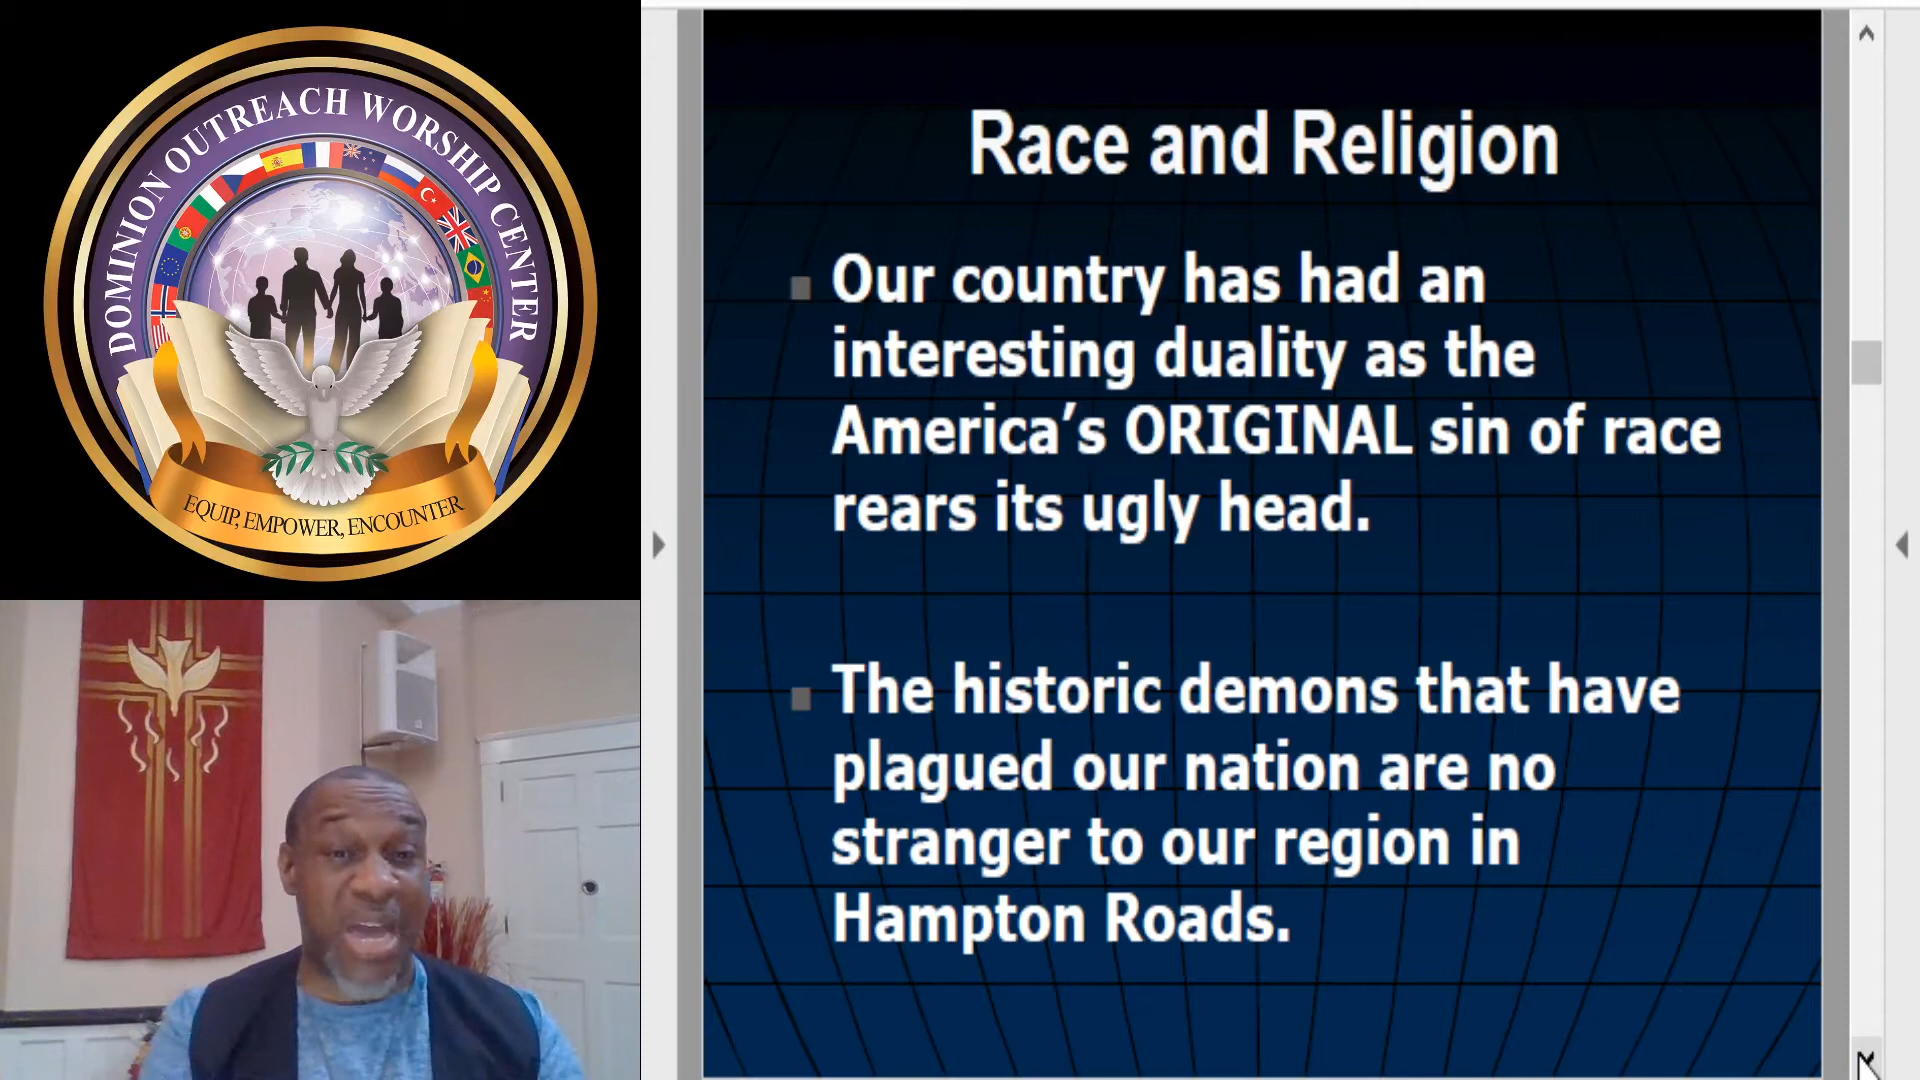 DOMINION OUTREACH WORSHIP CENTER
EQUIP, EMPOWER, ENCOUNTER
Race and Religion
Our country has had an
interesting duality as the
America’s ORIGINAL sin of race
rears its ugly head.
The historic demons that have
plagued our nation are no
stranger to our region in
Hampton Roads.